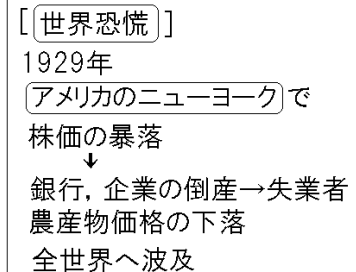 [世界恐慌]
1929年
アメリカのニューヨークで
株価の暴落
↓
銀行，企業の倒産→失業者
農産物価格の下落
全世界へ波及